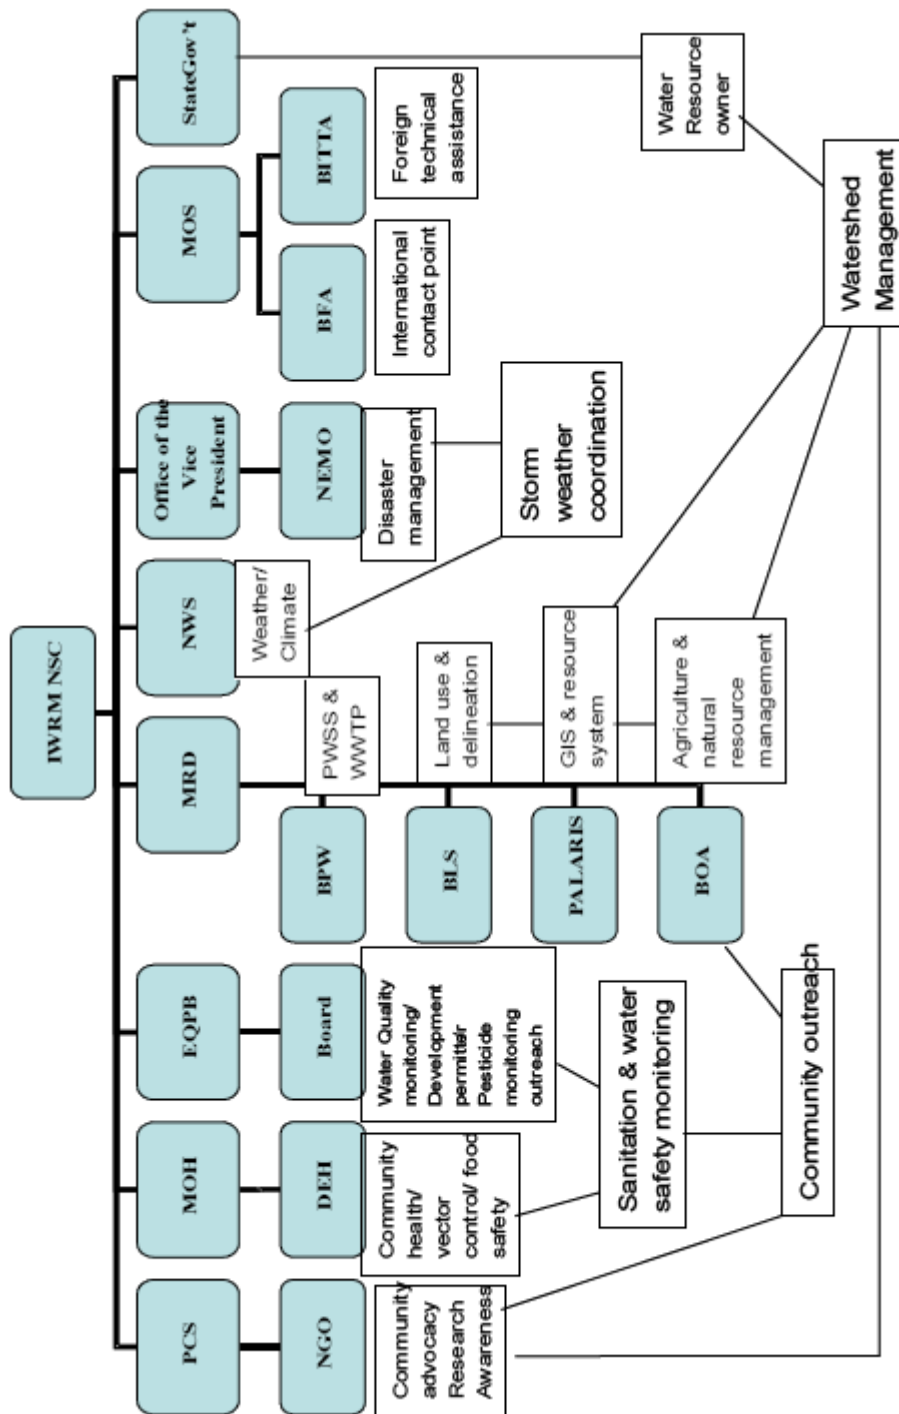 IWRM NSC
PCS
MOH
EQPB
MRD
NWS
Office of the
Vice
President
MOS
StateGov't
NGO
DEH
Board
BPW
NEMO
BFA
BITTA
Community
advocacy
Research
Awareness
Community
health/
vector
control/ food
safety
Water Quality
monitoring/
Development
permitter
Pesticide
monitoring
outreach
PWSS &
WWTP
Weather/
Climate
Disaster
management
International
contact point
Foreign
technical
assistance
BLS
Land use &
delineation
PALARIS
GIS & resource
system
BOA
Agriculture &
natural
resource
management
Storm
weather
coordination
Water
Resource
owner
Sanitation & water
safety monitoring
Community outreach
Watershed
Management